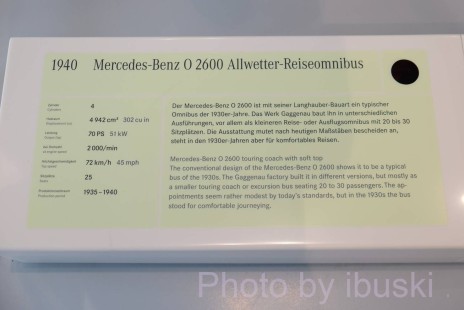 1940 Mercedes-Benz O 2600 Allwetter-Reiseomnibus
4
4 942 cm³ 302 cu in
70 PS 51 kW
2 000/min
72 km/h 45 mph
25
1935 – 1940
Der Mercedes-Benz O 2600 ist mit seiner Langhauber-Bauart ein typischer
Omnibus der 1930er-Jahre. Das Werk Gaggenau baut ihn in unterschiedlichen
Ausführungen, vor allem als kleineren Reise- oder Ausflugsomnibus mit 20 bis 30
Sitzplätzen. Die Ausstattung mutet nach heutigen Maßstäben bescheiden an,
steht in den 1930er-Jahren aber für komfortables Reisen.
Mercedes-Benz O 2600 touring coach with soft top
The conventional design of the Mercedes-Benz O 2600 shows it to be a typical
bus of the 1930s. The Gaggenau factory built it in different versions, but mostly as
a smaller touring coach or excursion bus seating 20 to 30 passengers. The ap-
pointments seem rather modest by today's standards, but in the 1930s the bus
stood for comfortable journeying.
Photo by ibuski